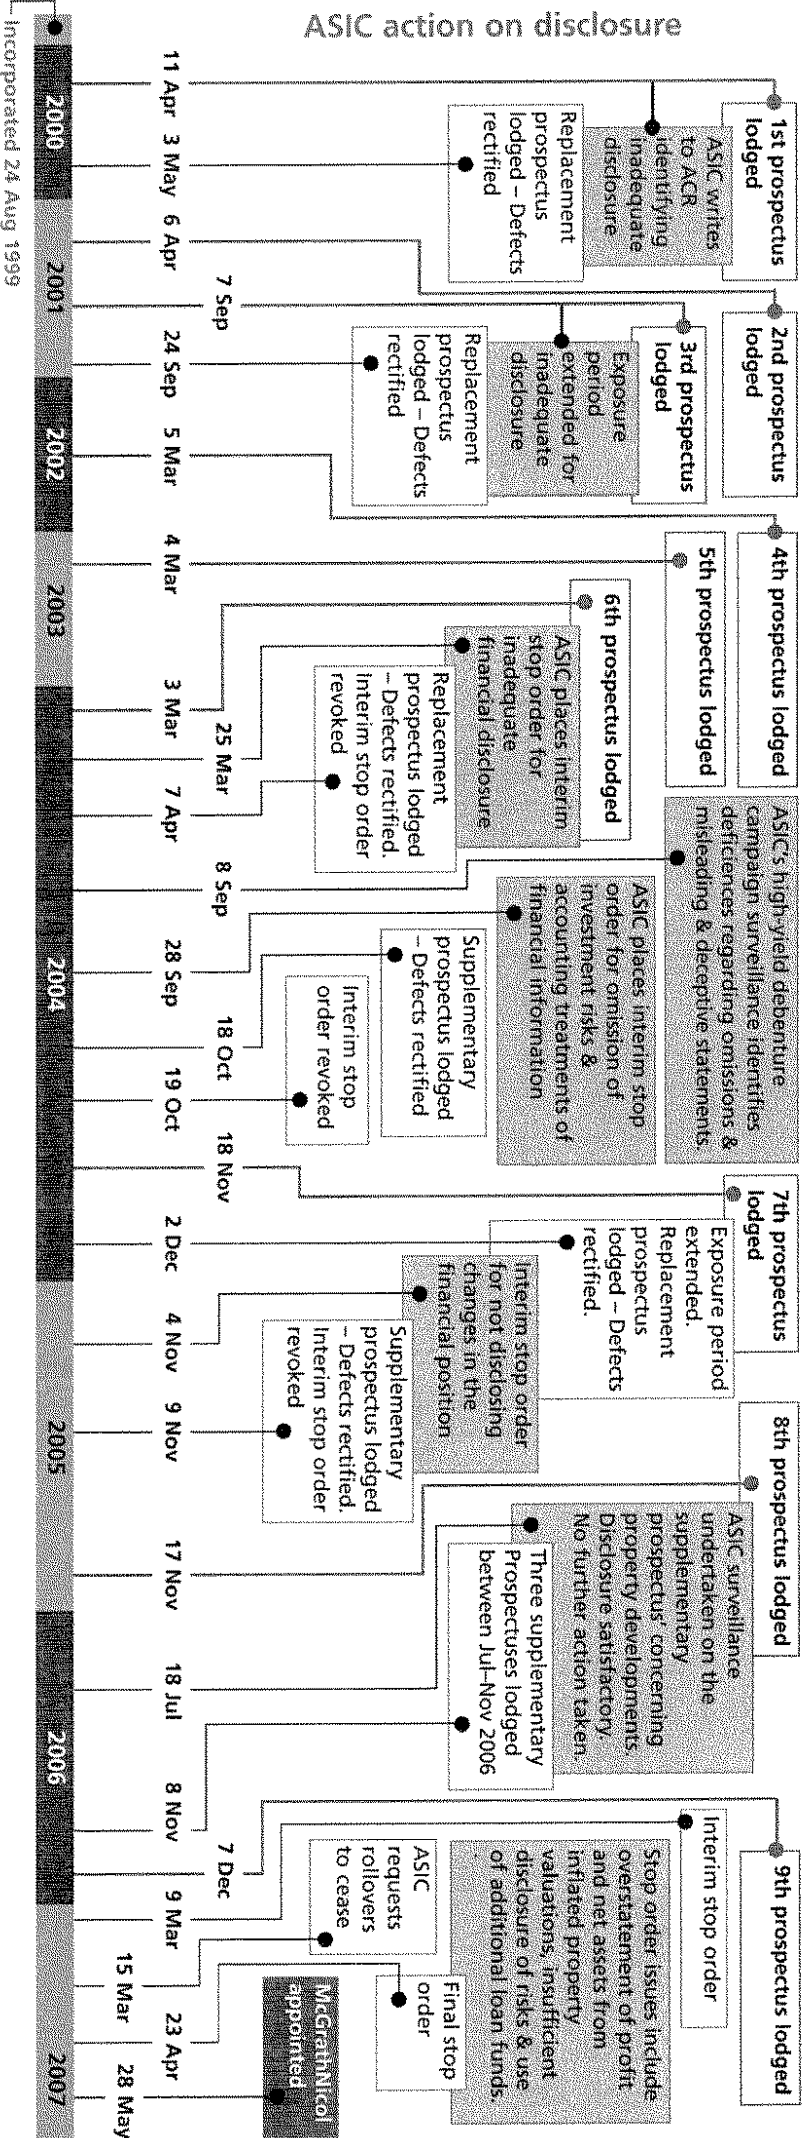 ASIC action on disclosure
1st prospectus
lodged
ASIC writes
to ACR
identifying
inadequate
disclosure
Replacement
prospectus
lodged – Defects
rectified
2nd prospectus
lodged
3rd prospectus
lodged
Exposure
period
extended for
inadequate
disclosure
Replacement
prospectus
lodged – Defects
rectified
4th prospectus lodged
5th prospectus lodged
6th prospectus lodged
ASIC places interim
stop order for
inadequate
financial disclosure
Replacement
prospectus lodged
– Defects rectified.
Interim stop order
revoked
ASIC's high-yield debenture
campaign surveillance identifies
deficiences regarding omissions &
misleading & deceptive statements.
ASIC places interim stop
order for omission of
investment risks &
accounting treatments of
financial information
Supplementary
prospectus lodged
– Defects rectified
Interim stop
order revoked
7th prospectus
lodged
Exposure period
extended.
Replacement
prospectus
lodged – Defects
rectified.
Interim stop order
for not disclosing
changes in the
financial position
Supplementary
prospectus lodged
– Defects rectified.
Interim stop order
revoked
8th prospectus lodged
ASIC surveillance
undertaken on the
supplementary
prospectus' concerning
property developments.
Disclosure satisfactory.
No further action taken.
Three supplementary
Prospectuses lodged
between Jul–Nov 2006
9th prospectus lodged
Interim stop order
Stop order issues include
overstatement of profit
and net assets from
inflated property
valuations, insufficient
disclosure of risks & use
of additional loan funds.
ASIC
requests
rollovers
to cease
Final stop
order
McGrathNicol
appointed
11 Apr
3 May
6 Apr
7 Sep
24 Sep
5 Mar
4 Mar
3 Mar
25 Mar
7 Apr
8 Sep
28 Sep
18 Oct
19 Oct
18 Nov
2 Dec
4 Nov
9 Nov
17 Nov
18 Jul
8 Nov
7 Dec
9 Mar
15 Mar
23 Apr
28 May
2000
2001
2002
2003
2004
2005
2006
2007
Incorporated 24 Aug 1999